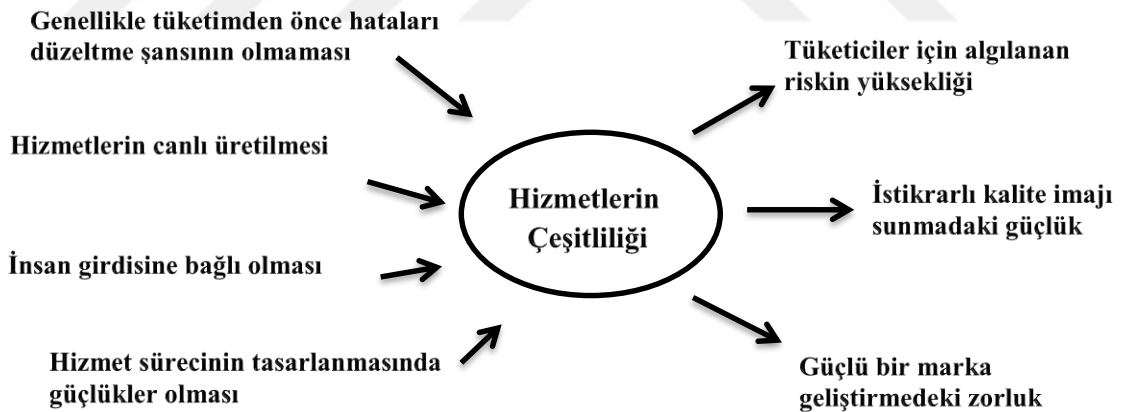 Genellikle tüketimden önce hataları
düzeltme şansının olmaması
Hizmetlerin canlı üretilmesi
İnsan girdisine bağlı olması
Hizmet sürecinin tasarlanmasında
güçlükler olması
Hizmetlerin
Çeşitliliği
Tüketiciler için algılanan
riskin yüksekliği
İstikrarlı kalite imajı
sunmadaki güçlük
Güçlü bir marka
geliştirmedeki zorluk